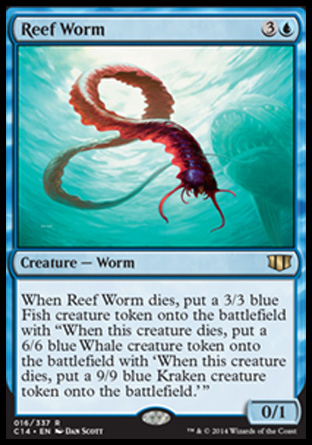 Reef Worm 3
Creature — Worm
When Reef Worm dies, put a 3/3 blue
Fish creature token onto the battlefield
with “When this creature dies, put a
6/6 blue Whale creature token onto
the battlefield with ‘When this creature
dies, put a 9/9 blue Kraken creature
token onto the battlefield.’”
0/1
016/337 R
C14 • EN DAN SCOTT
™ & © 2014 Wizards of the Coast